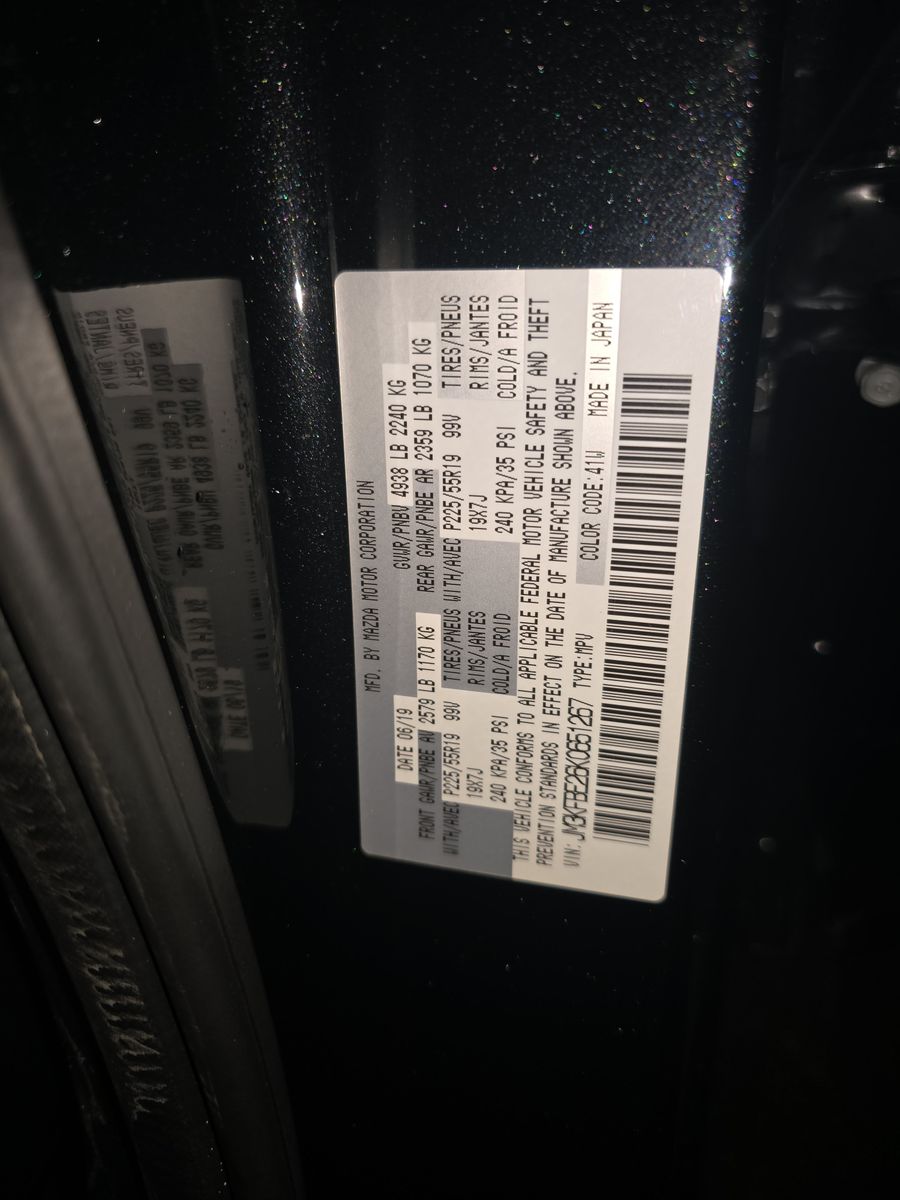 MFD. BY MAZDA MOTOR CORPORATION
DATE 06/19 GVWR/PNBV 4938 LB 2240 KG
FRONT GAWR/PNBE AV 2579 LB 1170 KG REAR GAWR/PNBE AR 2359 LB 1070 KG
WITH/AVEC P225/55R19 99V TIRES/PNEUS WITH/AVEC P225/55R19 99V TIRES/PNEUS
19X7J RIMS/JANTES 19X7J RIMS/JANTES
240 KPA/35 PSI COLD/A FROID 240 KPA/35 PSI COLD/A FROID
THIS VEHICLE CONFORMS TO ALL APPLICABLE FEDERAL MOTOR VEHICLE SAFETY AND THEFT
PREVENTION STANDARDS IN EFFECT ON THE DATE OF MANUFACTURE SHOWN ABOVE.
VIN:JM3KFBE26K0651267 TYPE:MPV COLOR CODE:41W MADE IN JAPAN